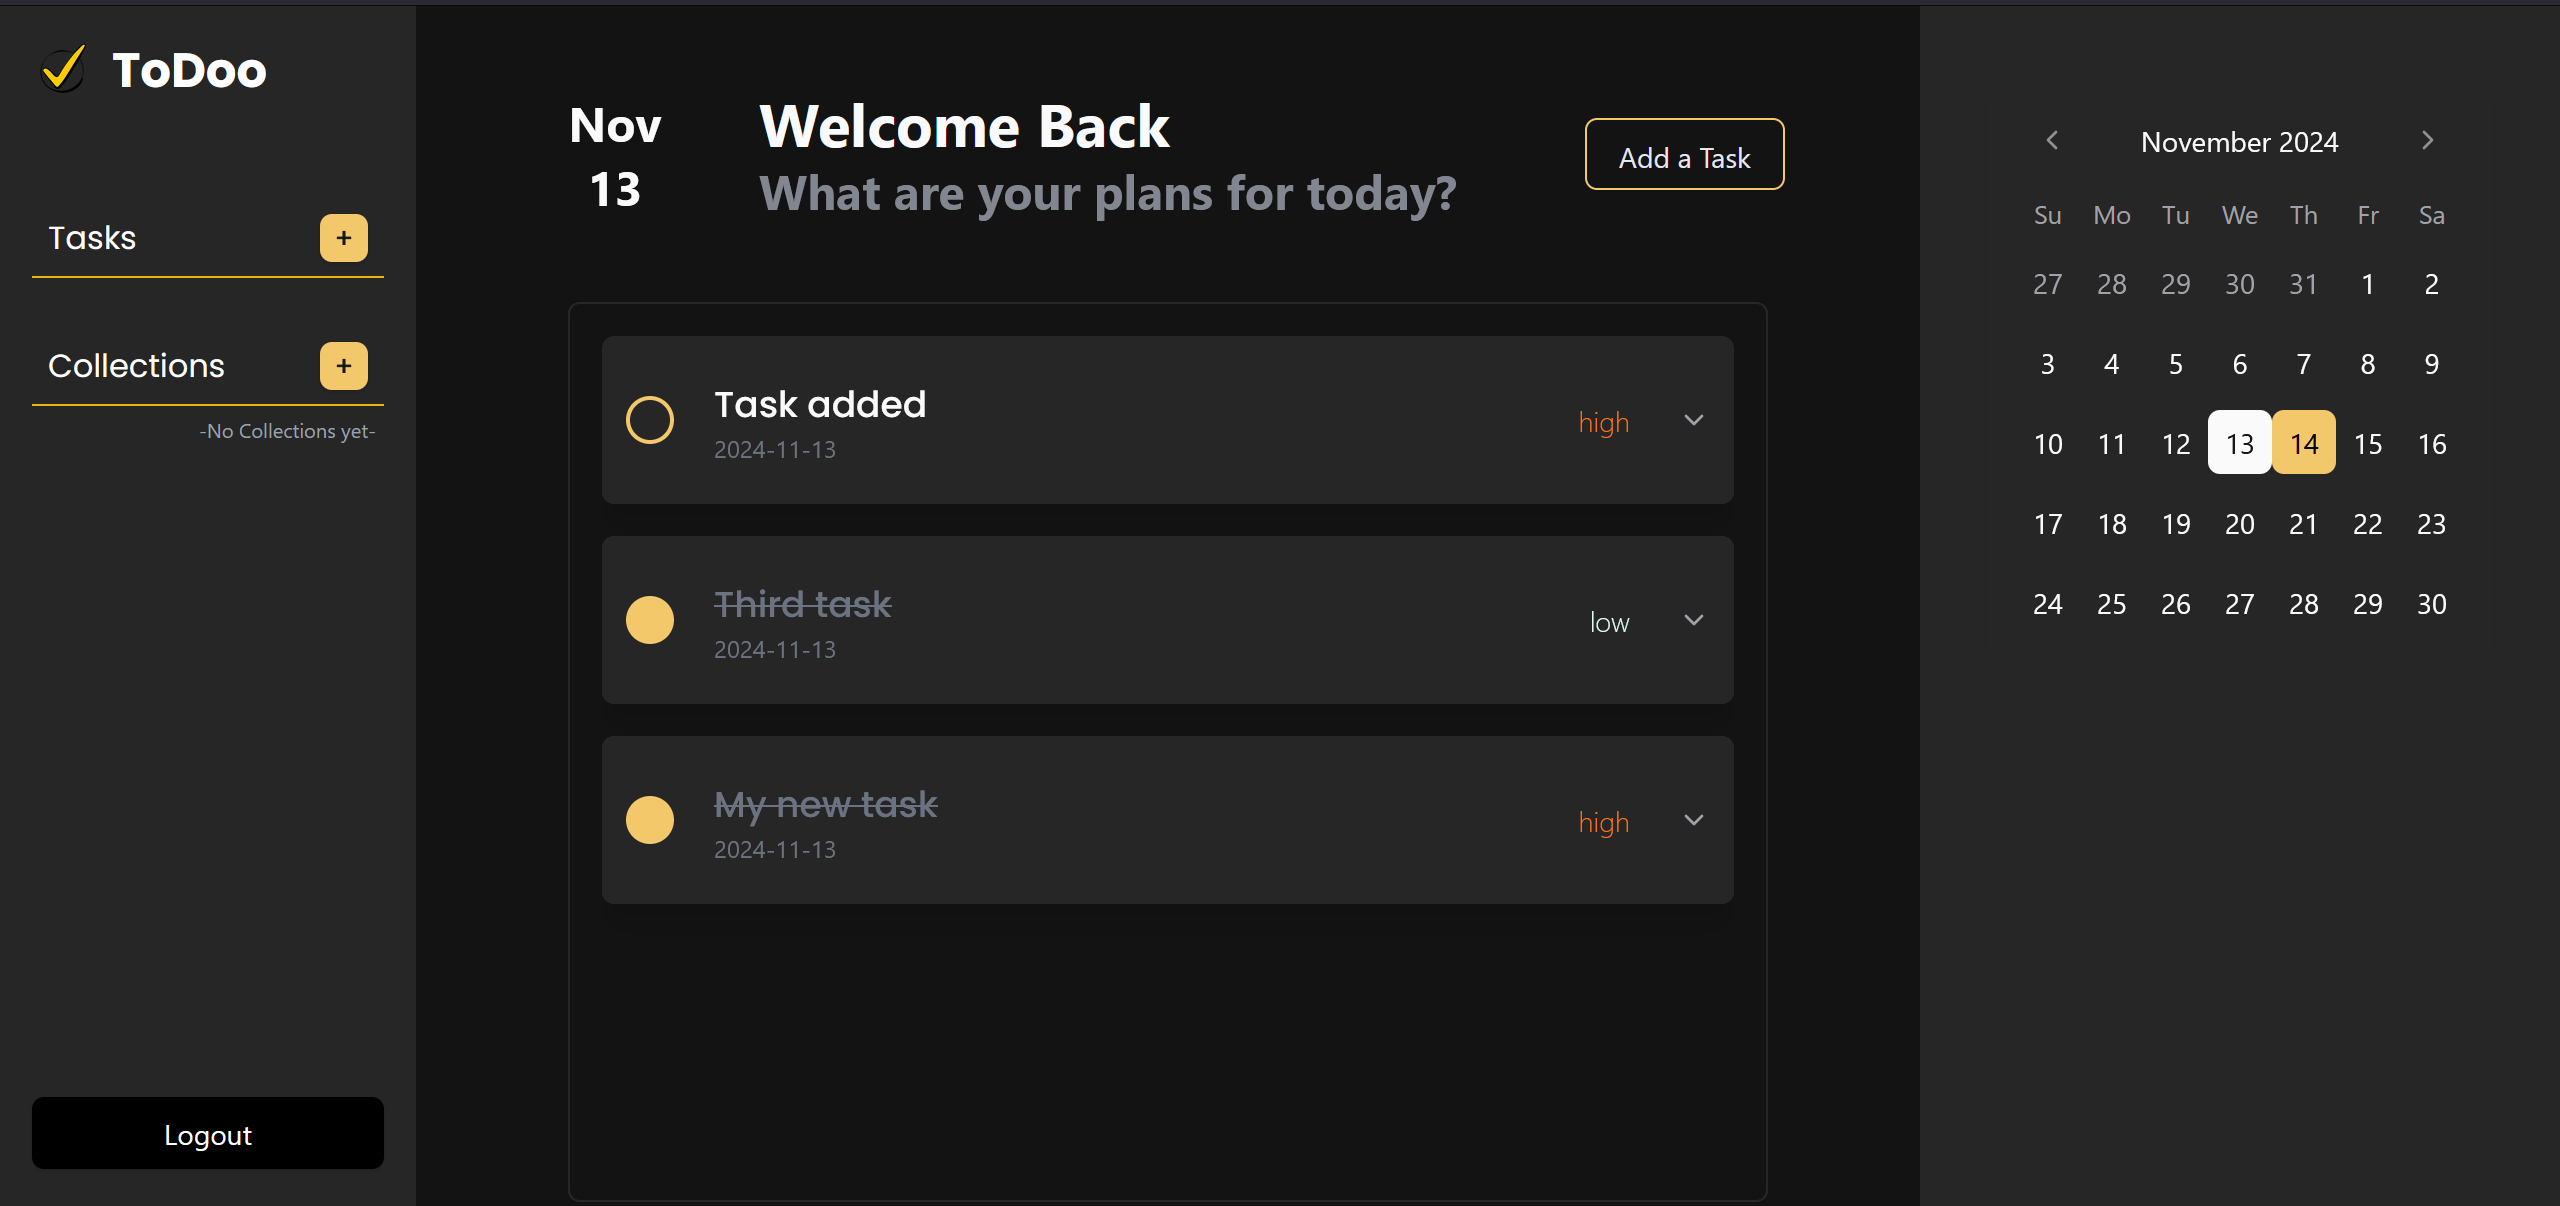 ToDoo
Tasks +
Collections +
-No Collections yet-
Logout
Nov
13
Welcome Back
What are your plans for today?
Add a Task
Task added
2024-11-13
high
Third task
2024-11-13
low
My new task
2024-11-13
high
November 2024
Su Mo Tu We Th Fr Sa
27 28 29 30 31 1 2
3 4 5 6 7 8 9
10 11 12 13 14 15 16
17 18 19 20 21 22 23
24 25 26 27 28 29 30